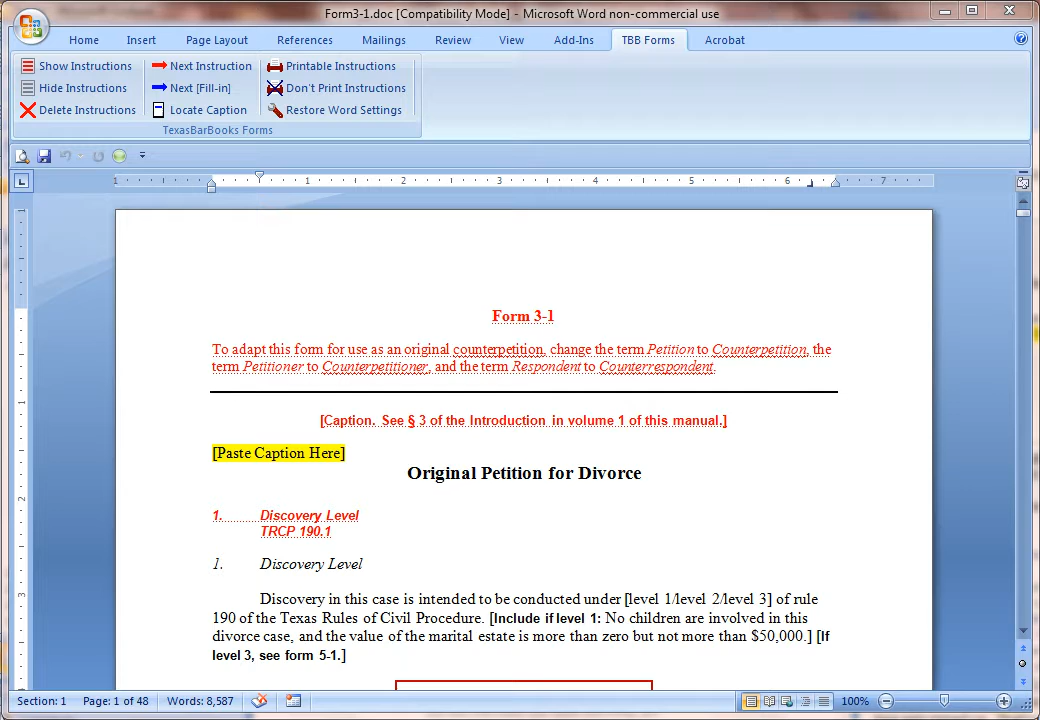 Form3-1.doc [Compatibility Mode] - Microsoft Word non-commercial use
Home Insert Page Layout References Mailings Review View Add-Ins TBB Forms Acrobat
Show Instructions Next Instruction Printable Instructions
Hide Instructions Next [Fill-in] Don't Print Instructions
Delete Instructions Locate Caption Restore Word Settings
TexasBarBooks Forms
1 1 2 3 4 5 6 7
Form 3-1
To adapt this form for use as an original counterpetition, change the term Petition to Counterpetition, the
term Petitioner to Counterpetitioner, and the term Respondent to Counterrespondent.
[Caption. See § 3 of the Introduction in volume 1 of this manual.]
[Paste Caption Here]
Original Petition for Divorce
1. Discovery Level
TRCP 190.1
1. Discovery Level
Discovery in this case is intended to be conducted under [level 1/level 2/level 3] of rule
190 of the Texas Rules of Civil Procedure. [Include if level 1: No children are involved in this
divorce case, and the value of the marital estate is more than zero but not more than $50,000.] [If
level 3, see form 5-1.]
Section: 1 Page: 1 of 48 Words: 8,587 100%